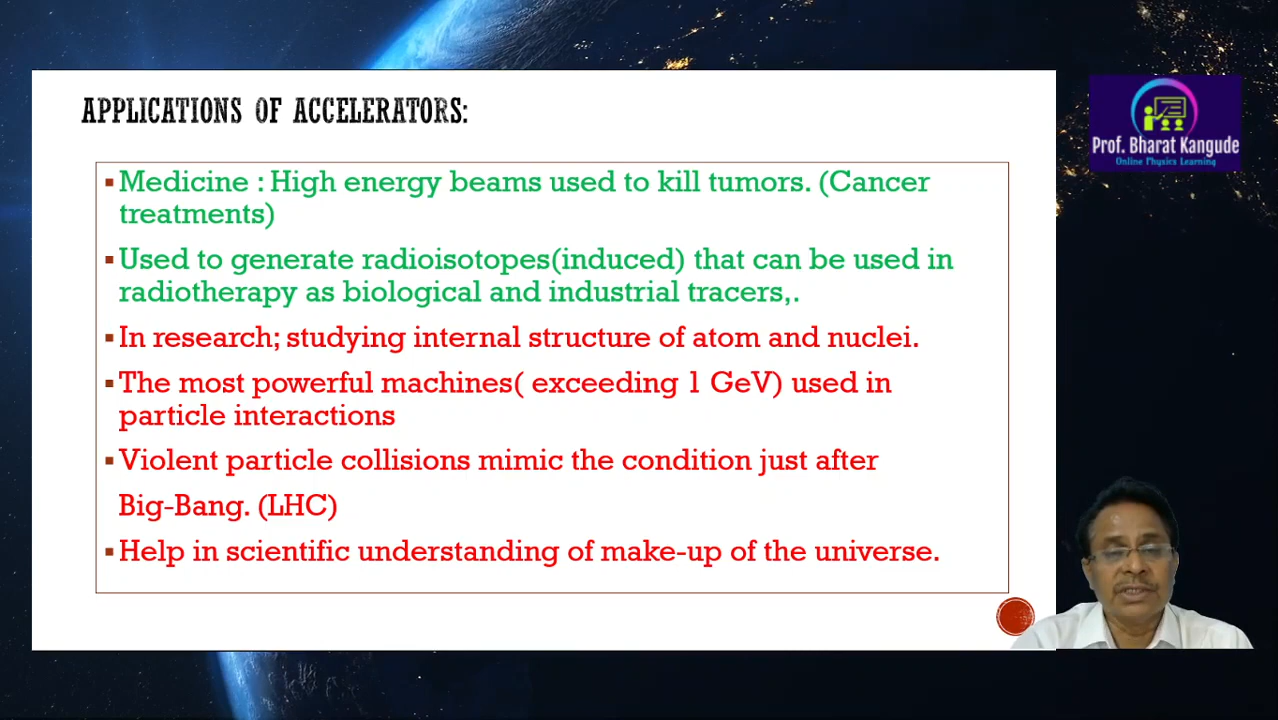 APPLICATIONS OF ACCELERATORS:
▪Medicine : High energy beams used to kill tumors. (Cancer
treatments)
▪Used to generate radioisotopes(induced) that can be used in
radiotherapy as biological and industrial tracers,.
▪In research; studying internal structure of atom and nuclei.
▪The most powerful machines( exceeding 1 GeV) used in
particle interactions
▪Violent particle collisions mimic the condition just after
Big-Bang. (LHC)
▪Help in scientific understanding of make-up of the universe.
Prof. Bharat Kangude
Online Physics Learning